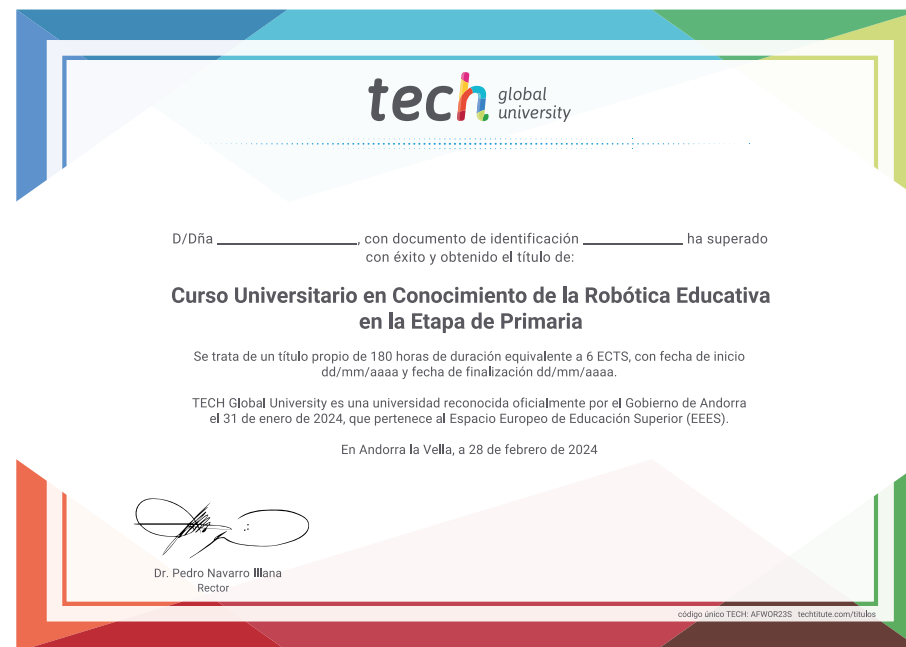 tech global university
D/Dña ____________________, con documento de identificación ______________ ha superado
con éxito y obtenido el título de:
Curso Universitario en Conocimiento de la Robótica Educativa
en la Etapa de Primaria
Se trata de un título propio de 180 horas de duración equivalente a 6 ECTS, con fecha de inicio
dd/mm/aaaa y fecha de finalización dd/mm/aaaa.
TECH Global University es una universidad reconocida oficialmente por el Gobierno de Andorra
el 31 de enero de 2024, que pertenece al Espacio Europeo de Educación Superior (EEES).
En Andorra la Vella, a 28 de febrero de 2024
Dr. Pedro Navarro Illana
Rector
código único TECH: AFWOR23S techtitute.com/titulos